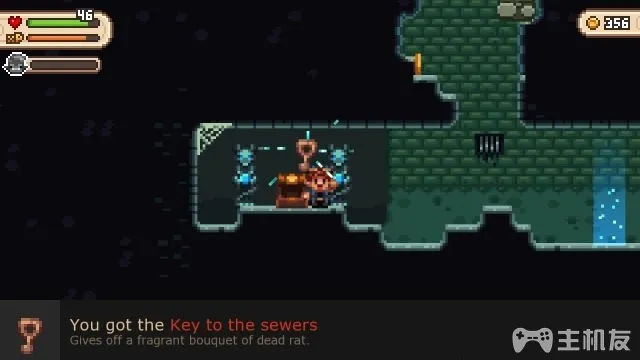 46
XP
356
You got the Key to the sewers
Gives off a fragrant bouquet of dead rat.
主机友